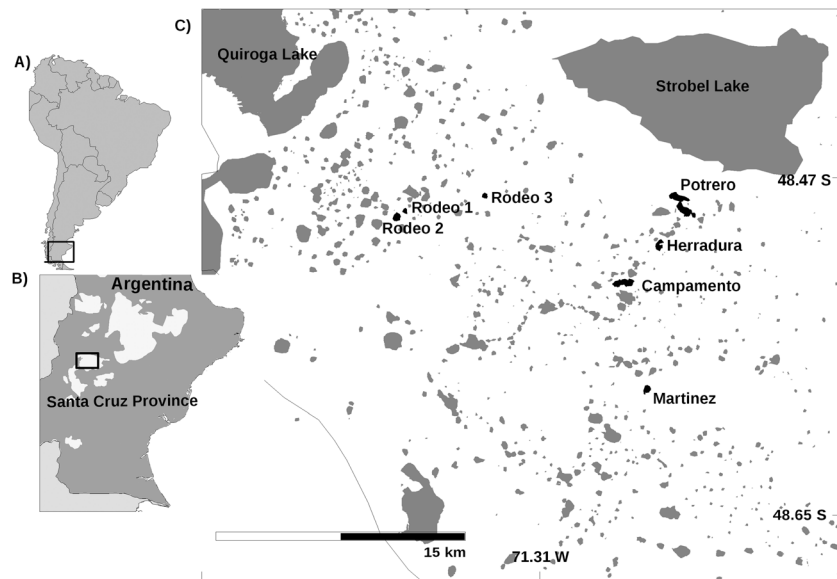 A)
C)
Quiroga Lake
Strobel Lake
48.47 S
Potrero
Rodeo 3
Rodeo 1
Rodeo 2
Herradura
B)
Argentina
Campamento
Santa Cruz Province
Martinez
48.65 S
15 km
71.31 W